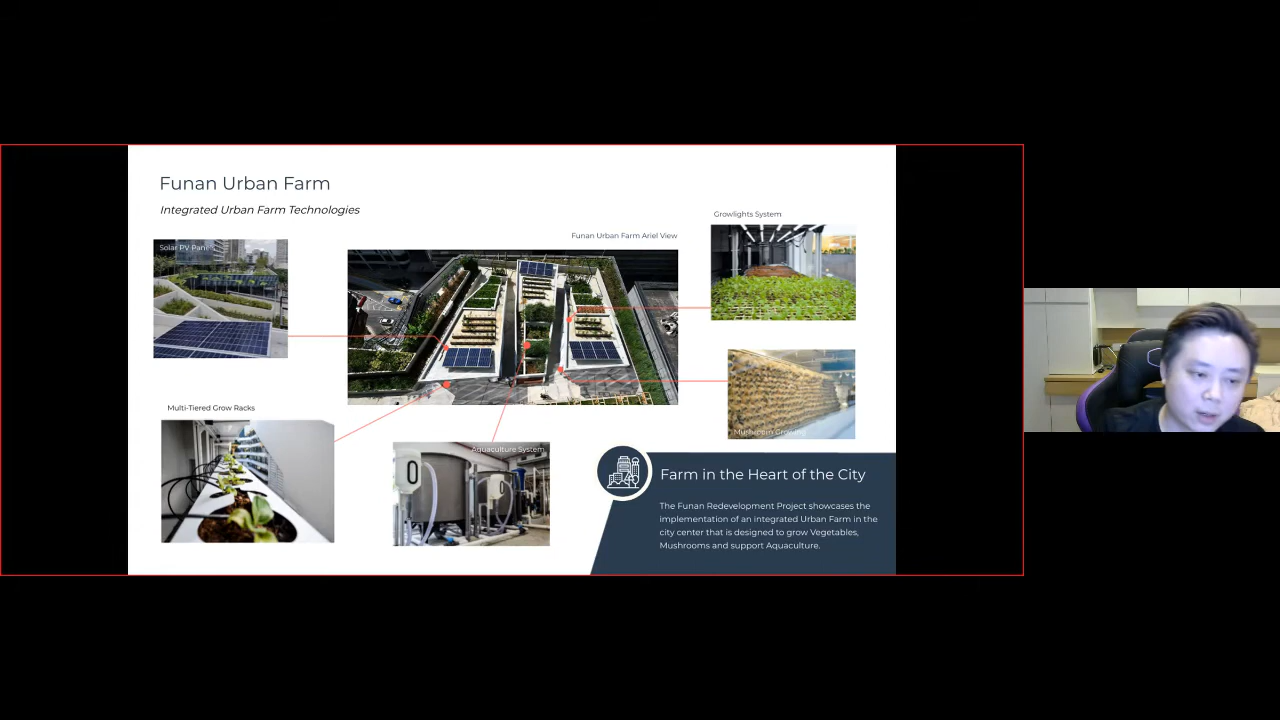 Funan Urban Farm
Integrated Urban Farm Technologies
Solar PV Panels
Funan Urban Farm Ariel View
Growlights System
Multi-Tiered Grow Racks
Aquaculture System
Mushroom Growing
Farm in the Heart of the City
The Funan Redevelopment Project showcases the
implementation of an integrated Urban Farm in the
city center that is designed to grow Vegetables,
Mushrooms and support Aquaculture.